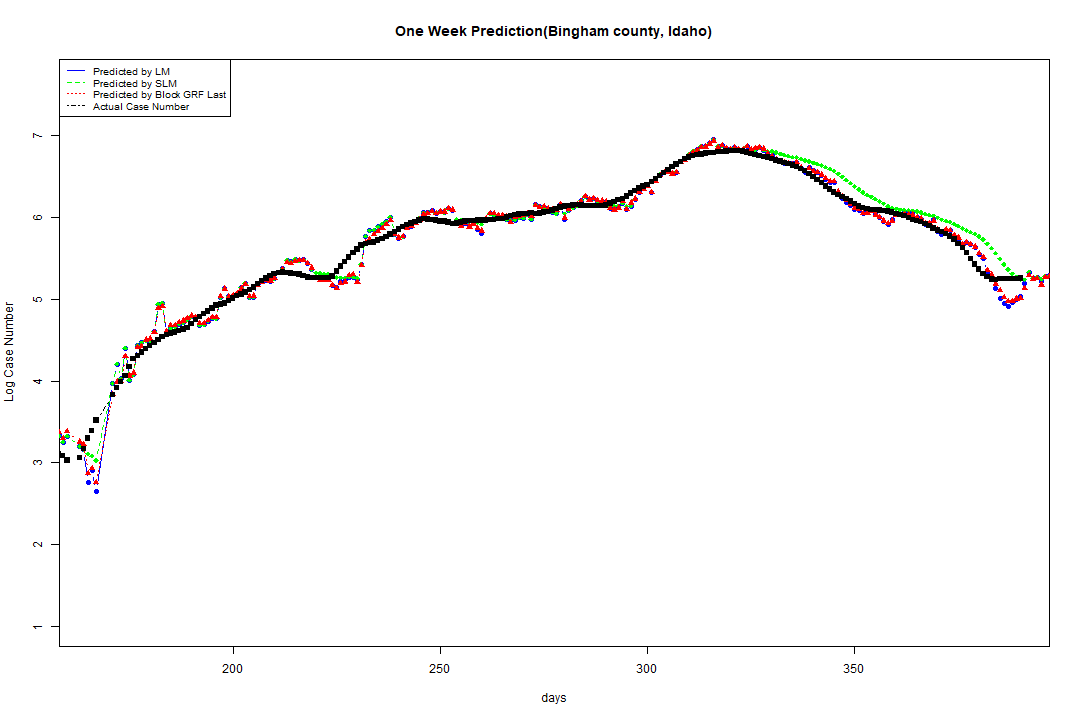 One Week Prediction(Bingham county, Idaho)
Predicted by LM
Predicted by SLM
Predicted by Block GRF Last
Actual Case Number
Log Case Number
7
6
5
4
3
2
1
200 250 300 350
days